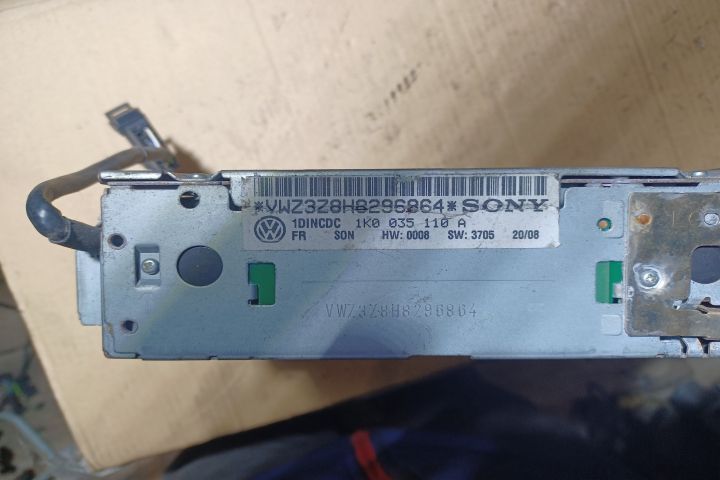 *VWZ3Z8H8296864* SONY
1DINCDC 1K0 035 110 A
FR SON HW: 0008 SW: 3705 20/08
VWZ3Z8H8296864